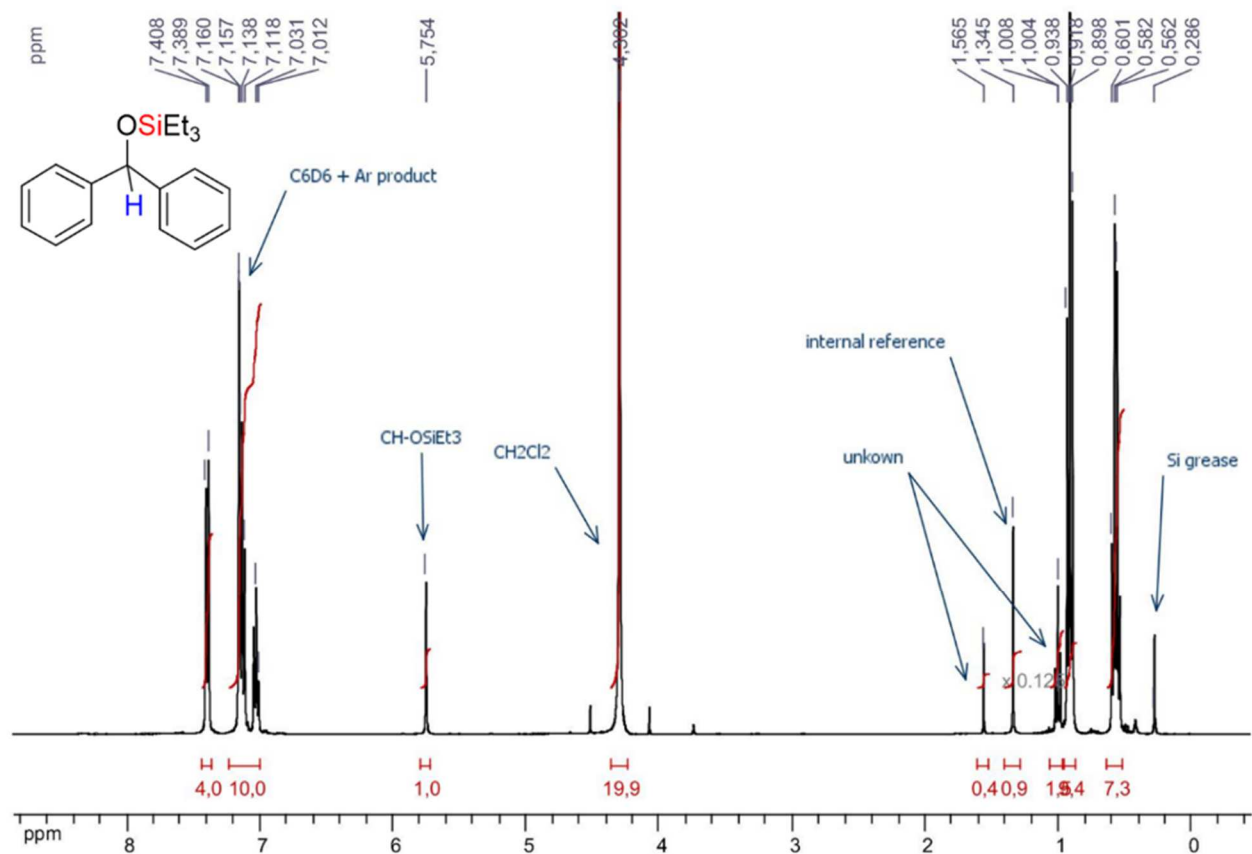 ppm
7,408
7,389
7,160
7,157
7,138
7,118
7,031
7,012
5,754
4,302
1,565
1,345
1,008
1,004
0,938
0,918
0,898
0,601
0,582
0,562
0,286
OSiEt3
H
C6D6 + Ar product
internal reference
CH-OSiEt3
CH2Cl2
unkown
Si grease
x 0.125
4,0 10,0 1,0 19,9 0,4 0,9 7,3
ppm 8 7 6 5 4 3 2 1 0